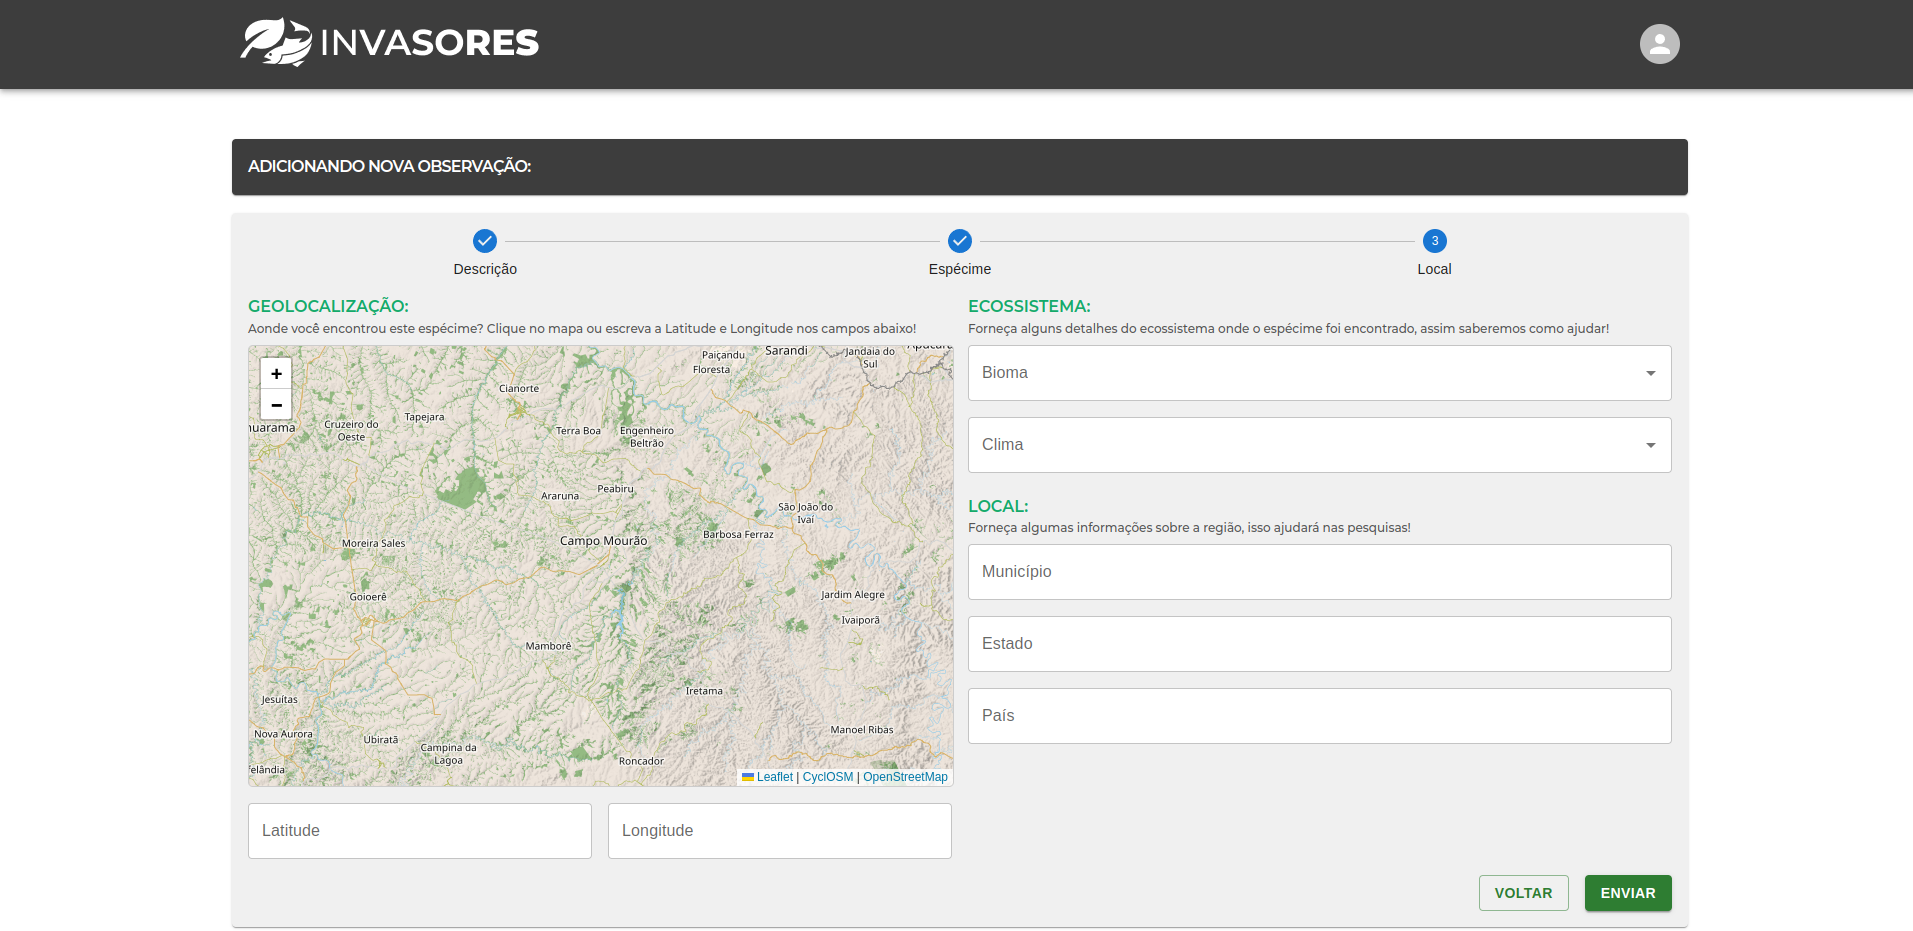 INVASORES
ADICIONANDO NOVA OBSERVAÇÃO:
3
Descrição
Espécime
Local
GEOLOCALIZAÇÃO:
Aonde você encontrou este espécime? Clique no mapa ou escreva a Latitude e Longitude nos campos abaixo!
+
−
Paiçandu
Sarandi
Jandaia do
Sul
Floresta
Cianorte
Tapejara
Cruzeiro do
Oeste
Terra Boa
Engenheiro
Beltrão
Araruna
Peabiru
São João do
Ivaí
Barbosa Ferraz
Moreira Sales
Campo Mourão
Goioerê
Jardim Alegre
Ivaiporã
Mamborê
Iretama
Jesuítas
Manoel Ribas
Nova Aurora
Ubiratã
Campina da
Lagoa
Roncador
Leaflet | CyclOSM | OpenStreetMap
Latitude
Longitude
ECOSSISTEMA:
Forneça alguns detalhes do ecossistema onde o espécime foi encontrado, assim saberemos como ajudar!
Bioma
Clima
LOCAL:
Forneça algumas informações sobre a região, isso ajudará nas pesquisas!
Município
Estado
País
VOLTAR
ENVIAR